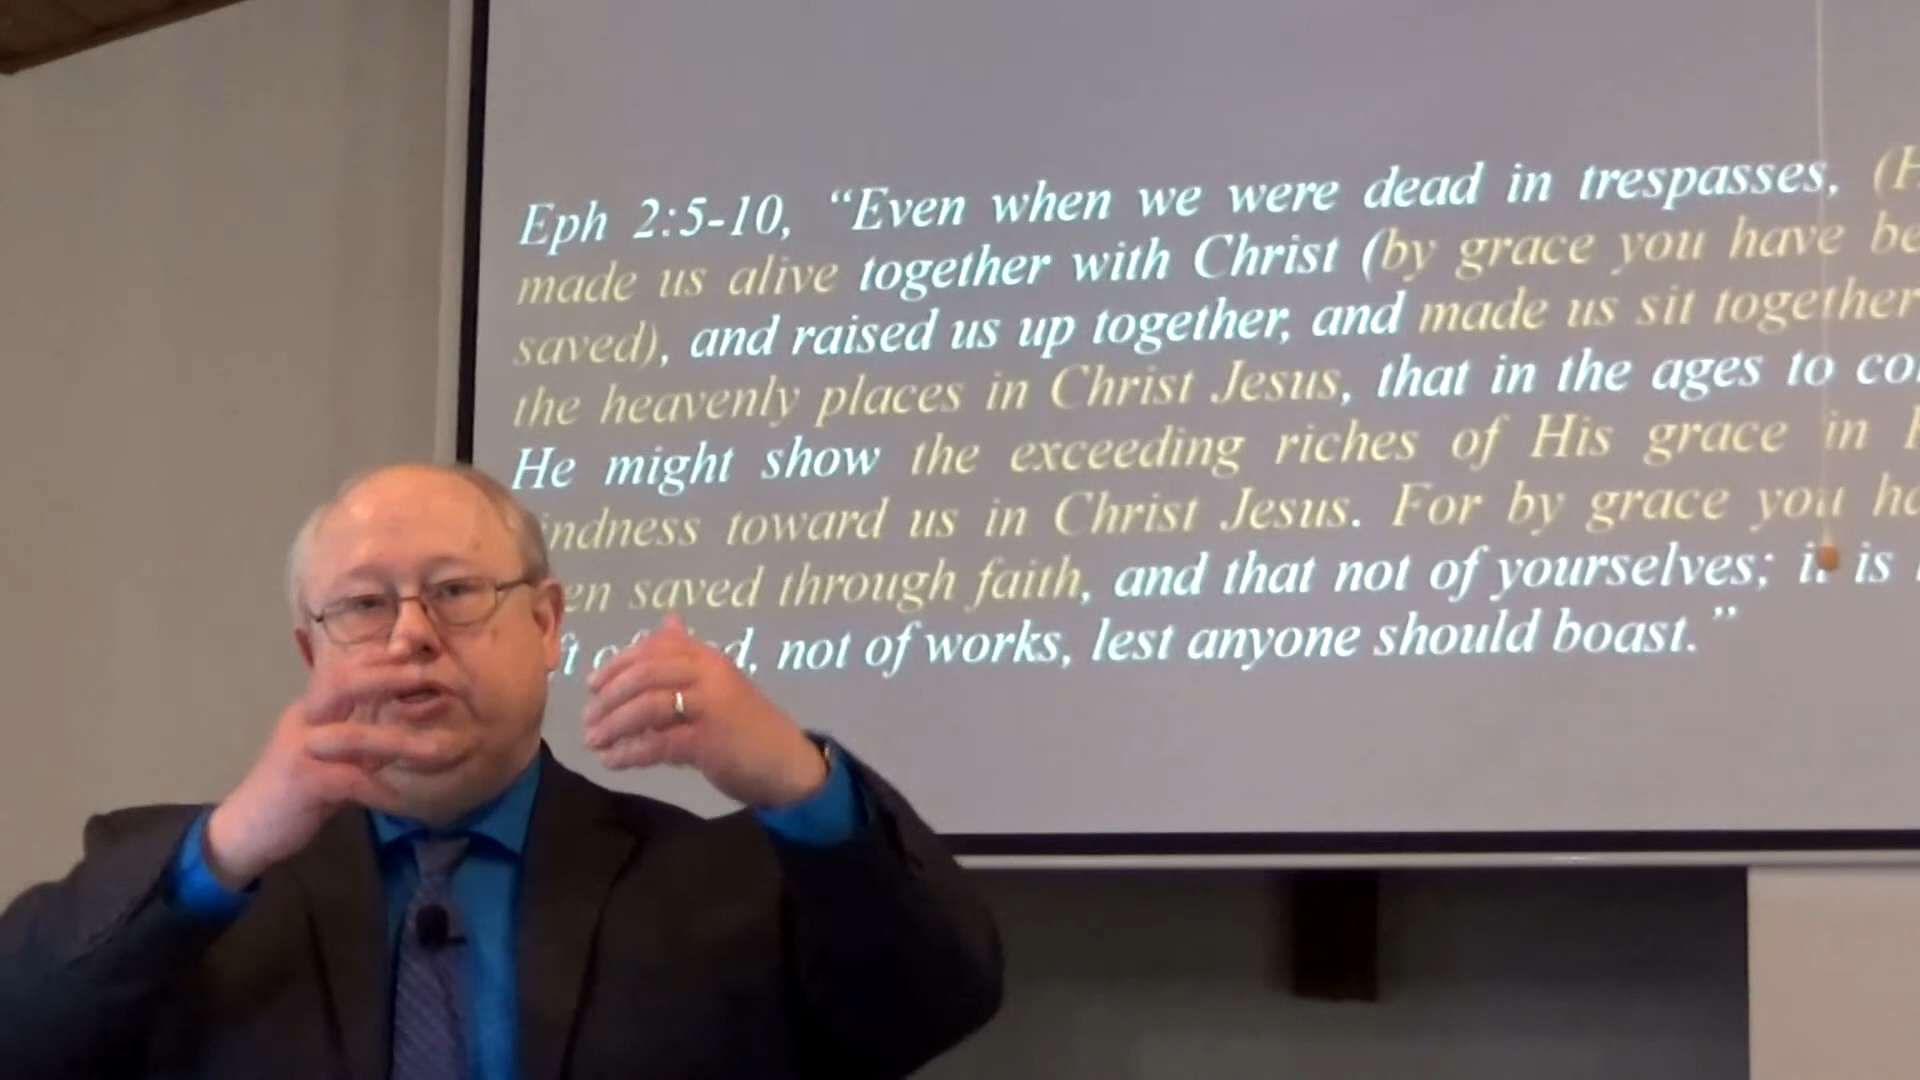 Eph 2:5-10, “Even when we were dead in trespasses,
made us alive together with Christ (by grace you have
saved), and raised us up together, and made us sit together
the heavenly places in Christ Jesus, that in the ages to
He might show the exceeding riches of His grace in
toward us in Christ Jesus. For by grace you
saved through faith, and that not of yourselves; is
not of works, lest anyone should boast.”